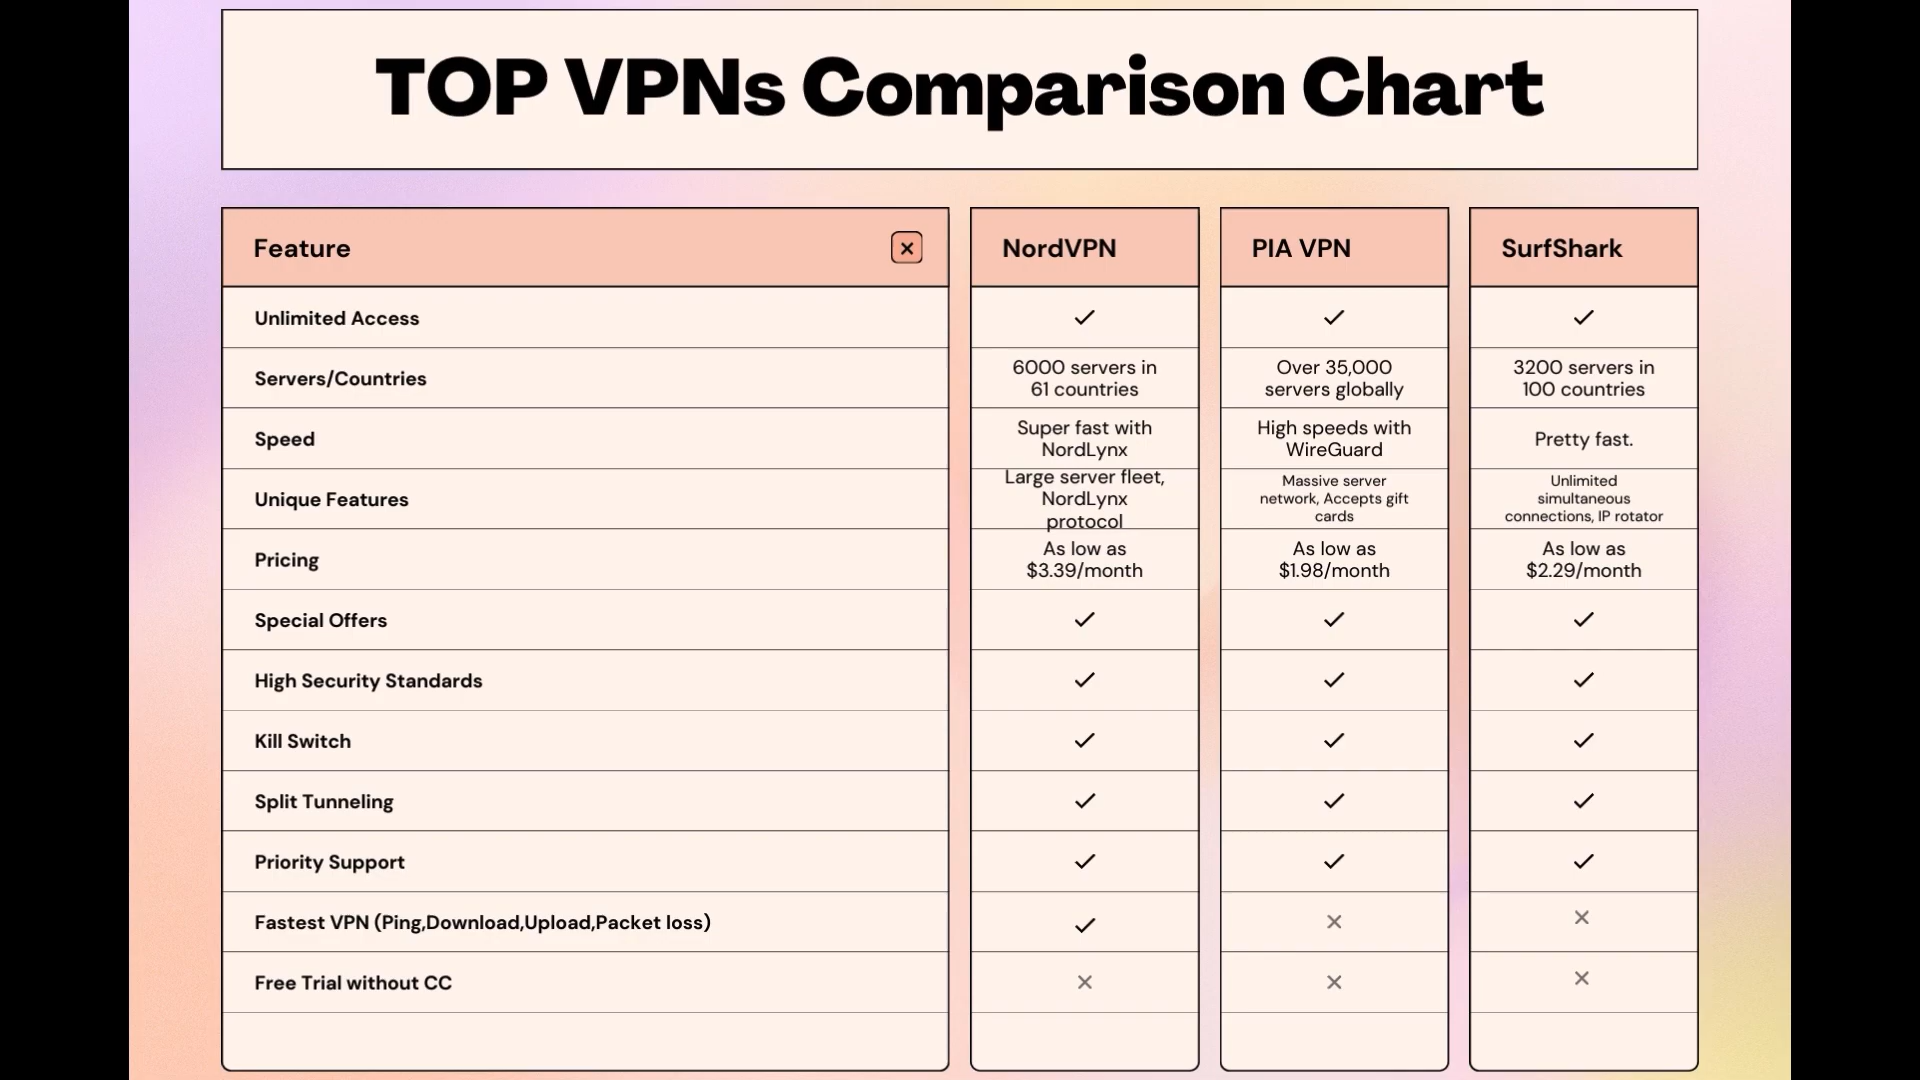 TOP VPNs Comparison Chart
Feature
NordVPN
PIA VPN
SurfShark
Unlimited Access
✓
✓
✓
Servers/Countries
6000 servers in
61 countries
Over 35,000
servers globally
3200 servers in
100 countries
Speed
Super fast with
NordLynx
High speeds with
WireGuard
Pretty fast.
Unique Features
Large server fleet,
NordLynx
protocol
Massive server
network, Accepts gift
cards
Unlimited
simultaneous
connections, IP rotator
Pricing
As low as
$3.39/month
As low as
$1.98/month
As low as
$2.29/month
Special Offers
✓
✓
✓
High Security Standards
✓
✓
✓
Kill Switch
✓
✓
✓
Split Tunneling
✓
✓
✓
Priority Support
✓
✓
✓
Fastest VPN (Ping,Download,Upload,Packet loss)
✓
✕
✕
Free Trial without CC
✕
✕
✕